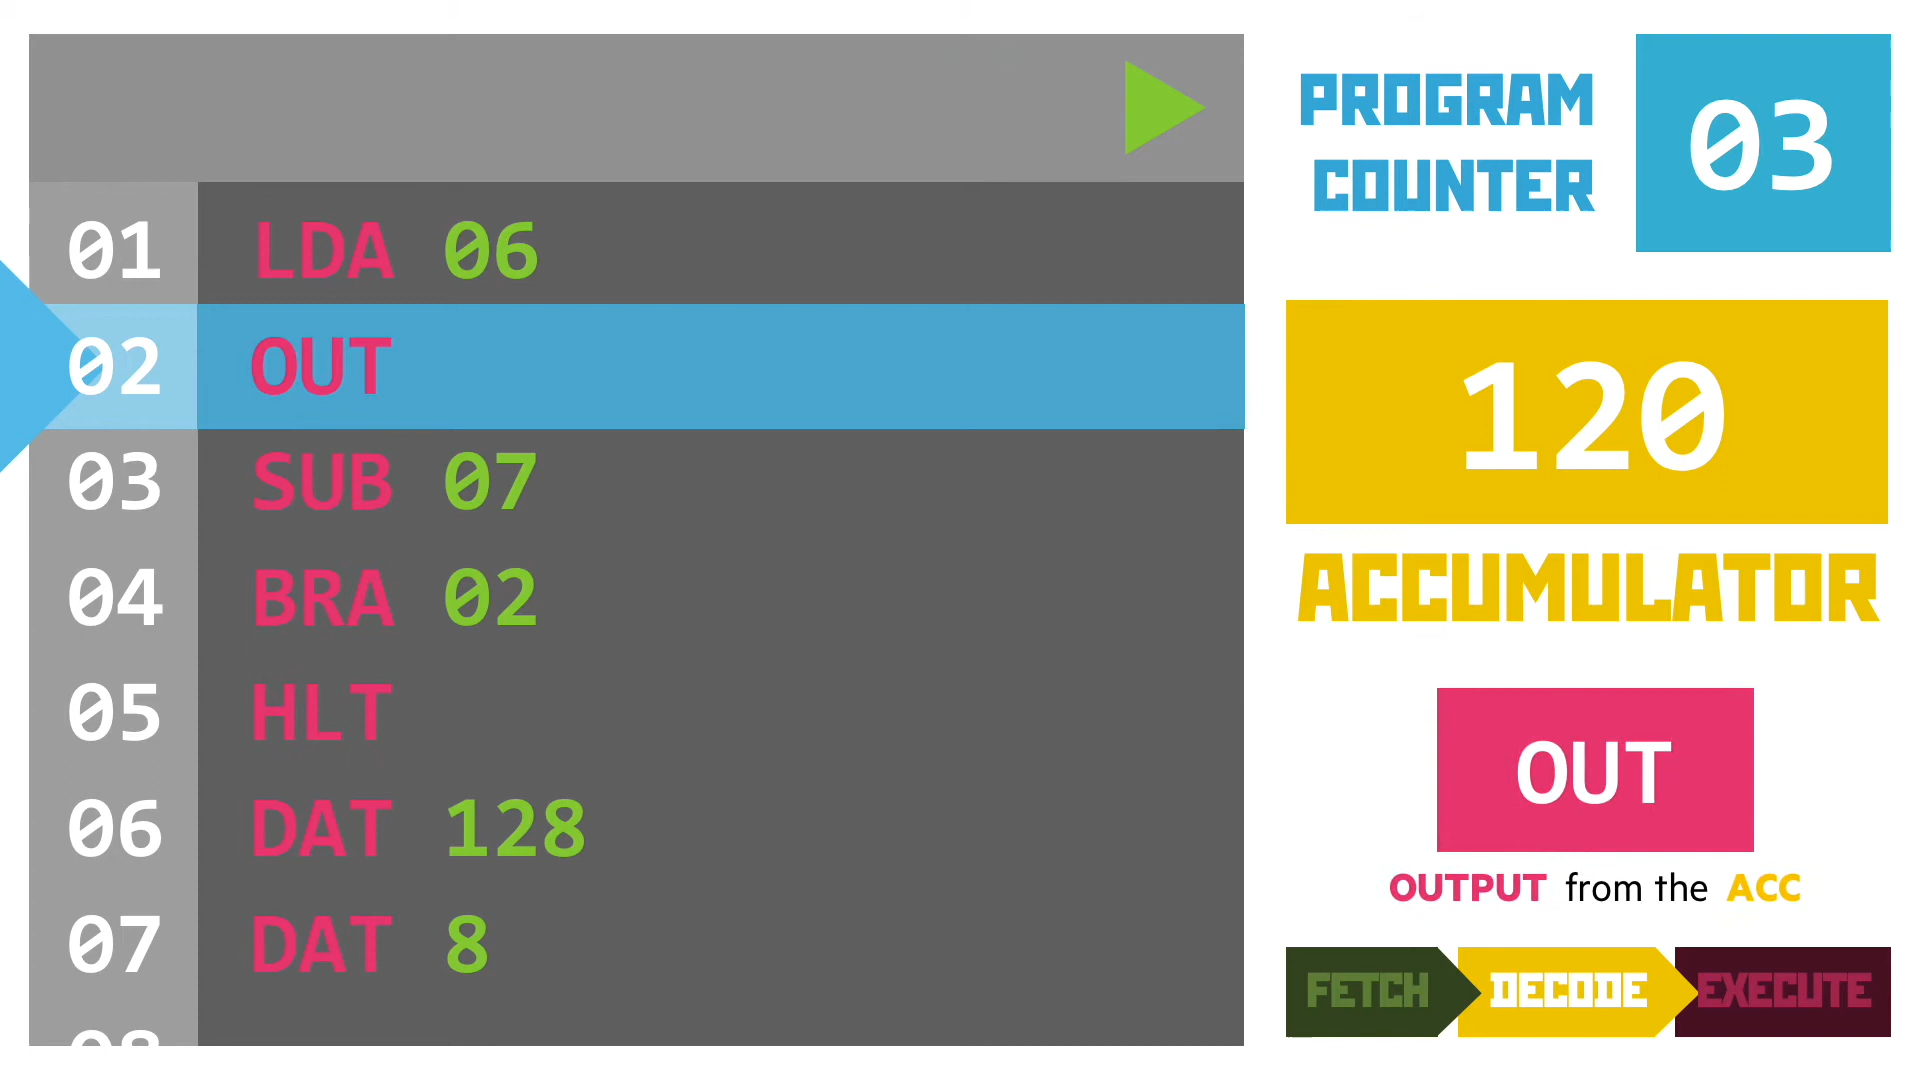 01 LDA 06
02 OUT
03 SUB 07
04 BRA 02
05 HLT
06 DAT 128
07 DAT 8
08
PROGRAM
COUNTER
03
120
ACCUMULATOR
OUT
OUTPUT from the ACC
FETCH DECODE EXECUTE